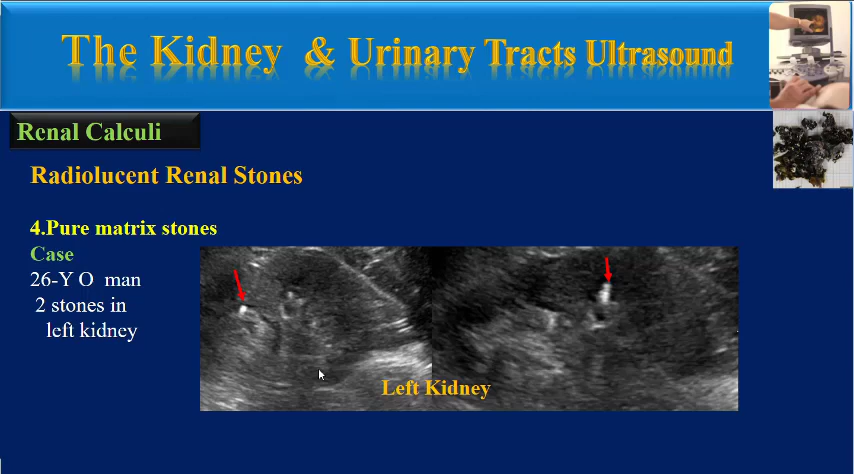 The Kidney & Urinary Tracts Ultrasound
Renal Calculi
Radiolucent Renal Stones
4.Pure matrix stones
Case
26-Y O man
2 stones in
left kidney
Left Kidney